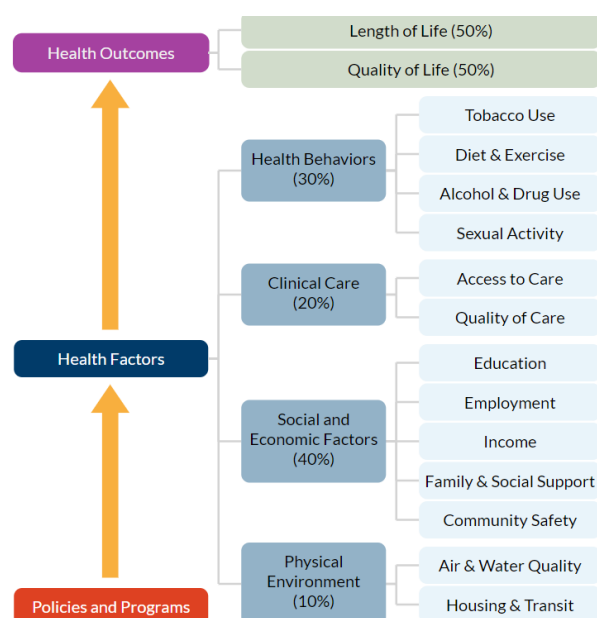 Health Outcomes
Length of Life (50%)
Quality of Life (50%)
Health Factors
Health Behaviors
(30%)
Tobacco Use
Diet & Exercise
Alcohol & Drug Use
Sexual Activity
Clinical Care
(20%)
Access to Care
Quality of Care
Social and
Economic Factors
(40%)
Education
Employment
Income
Family & Social Support
Community Safety
Physical
Environment
(10%)
Air & Water Quality
Housing & Transit
Policies and Programs